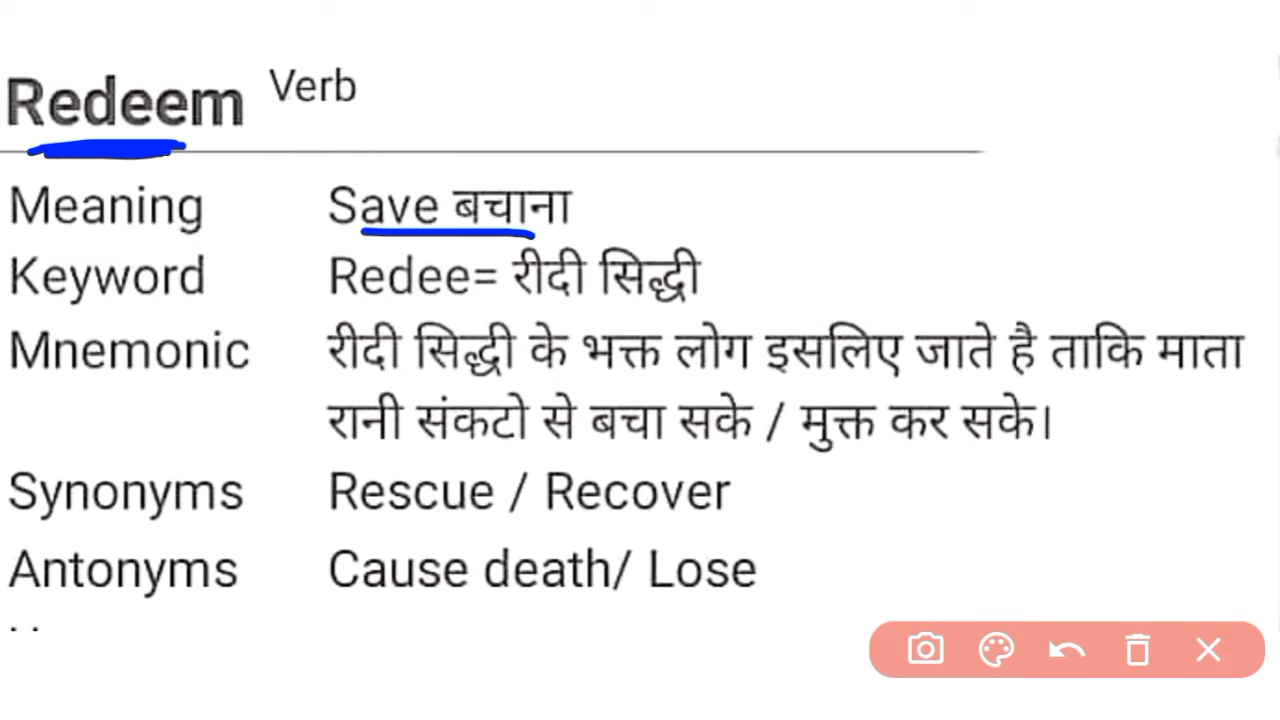 Redeem Verb
Meaning Save बचाना
Keyword Redee= रीदी सिद्धी
Mnemonic रीदी सिद्धी के भक्त लोग इसलिए जाते है ताकि माता
रानी संकटो से बचा सके / मुक्त कर सके।
Synonyms Rescue / Recover
Antonyms Cause death/ Lose